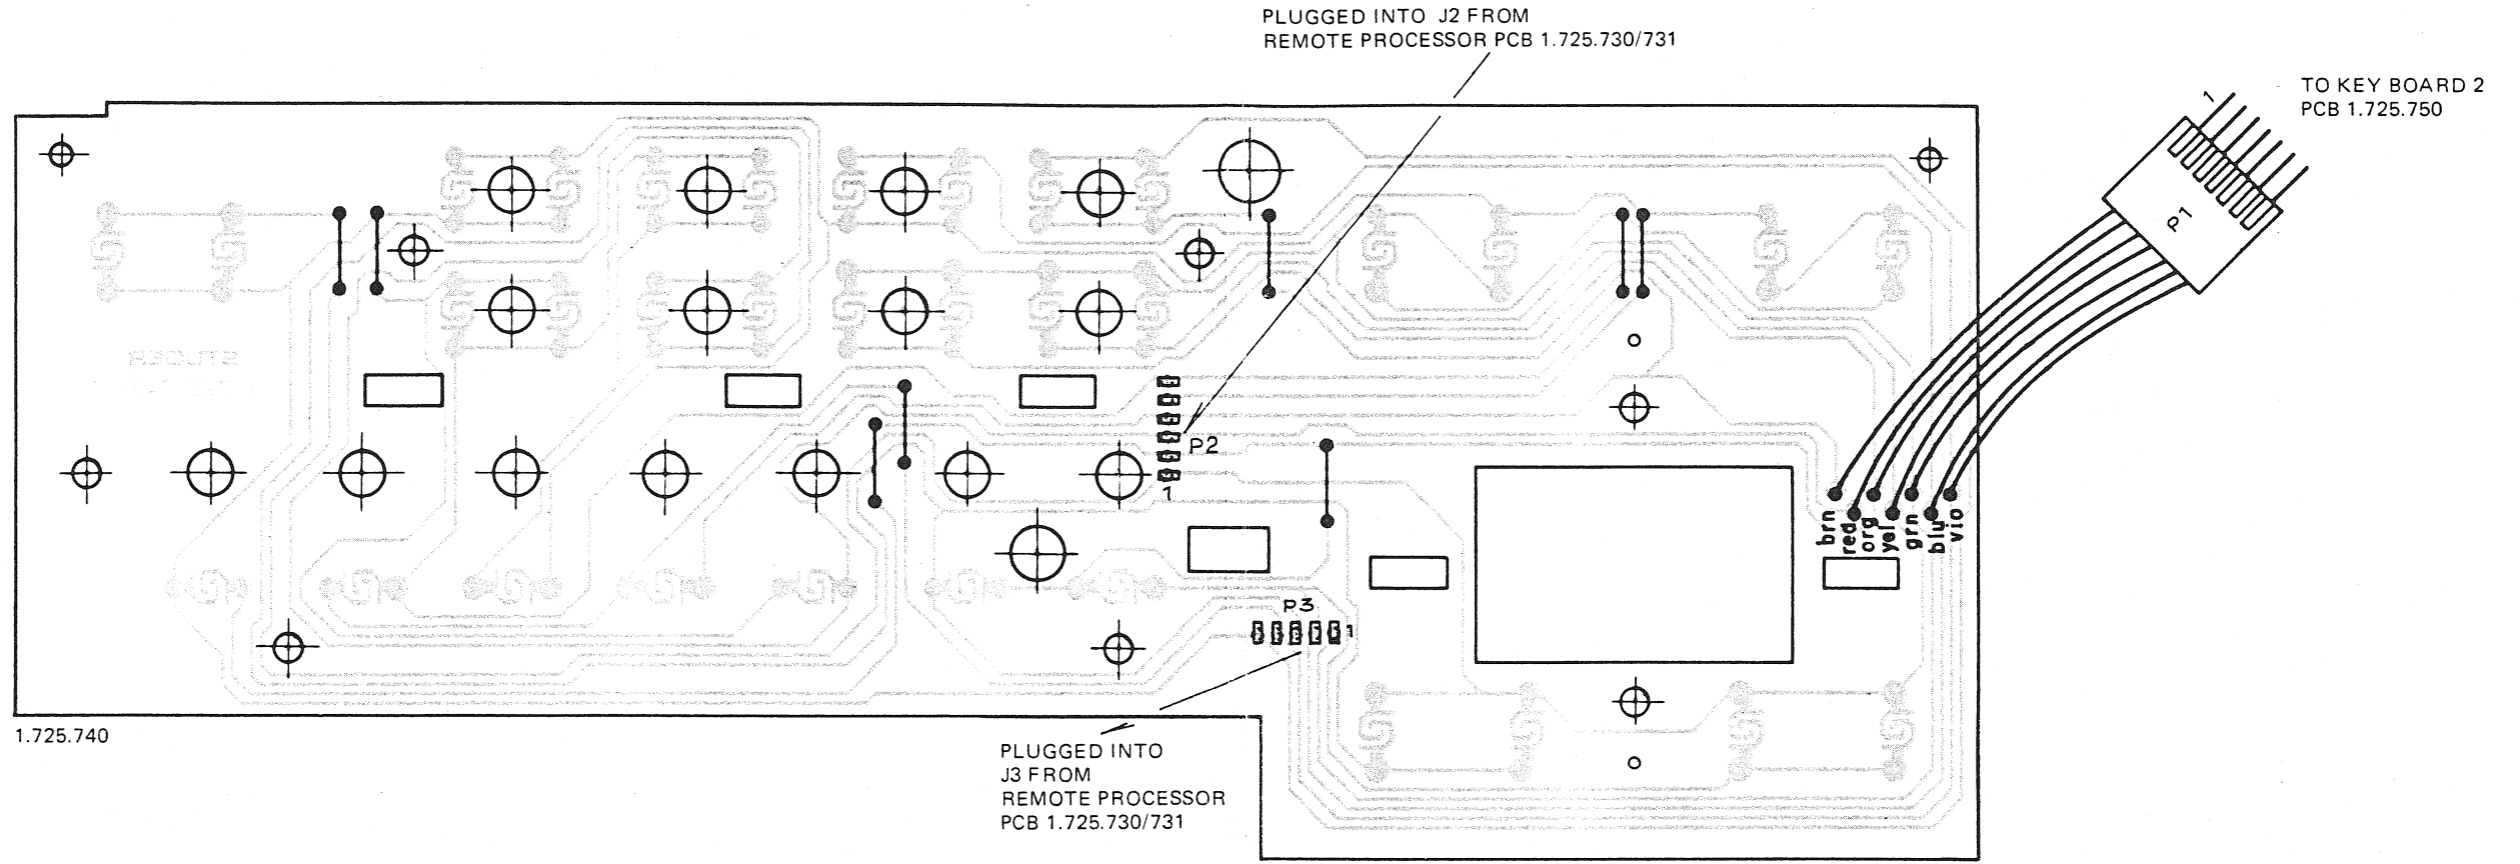 PLUGGED INTO J2 FROM
REMOTE PROCESSOR PCB 1.725.730/731
TO KEY BOARD 2
PCB 1.725.750
1
P1
P2
1
brn
red
org
yel
grn
blu
vio
P3
1
1.725.740
PLUGGED INTO
J3 FROM
REMOTE PROCESSOR
PCB 1.725.730/731